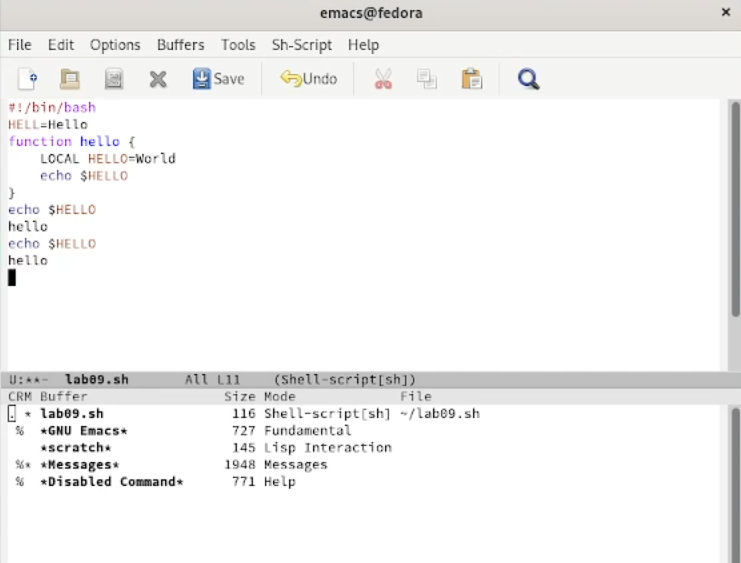 emacs@fedora ×
File Edit Options Buffers Tools Sh-Script Help
Save Undo
#!/bin/bash
HELL=Hello
function hello {
    LOCAL HELLO=World
    echo $HELLO
}
echo $HELLO
hello
echo $HELLO
hello
U:**-  lab09.sh       All L11    (Shell-script[sh])
CRM Buffer                Size Mode             File
. * lab09.sh               116 Shell-script[sh] ~/lab09.sh
 %  *GNU Emacs*            727 Fundamental
    *scratch*              145 Lisp Interaction
 %* *Messages*            1948 Messages
 %  *Disabled Command*     771 Help